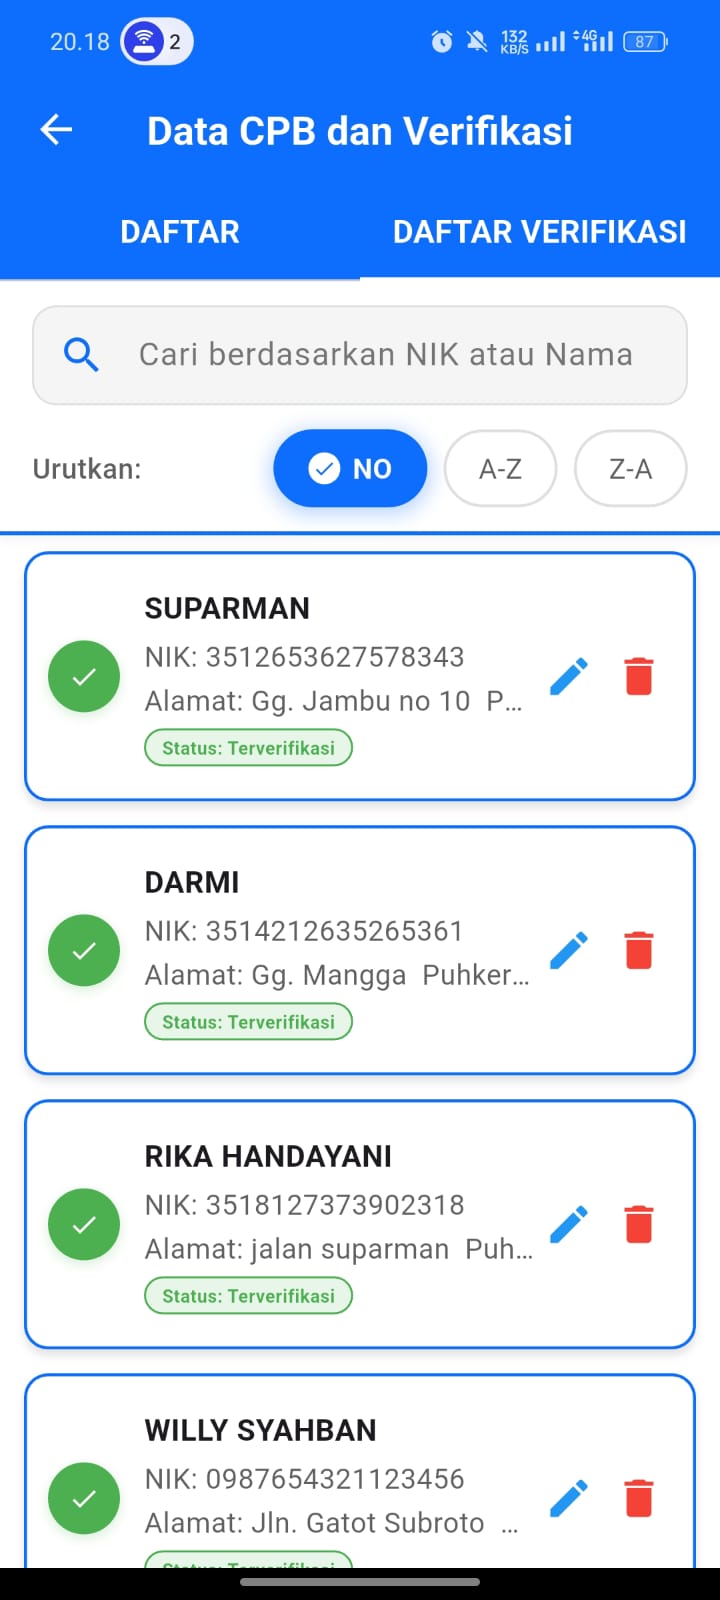 20.18 2 132 KB/S 4G 87
Data CPB dan Verifikasi
DAFTAR DAFTAR VERIFIKASI
Cari berdasarkan NIK atau Nama
Urutkan: NO A-Z Z-A
SUPARMAN
NIK: 3512653627578343
Alamat: Gg. Jambu no 10 P...
Status: Terverifikasi
DARMI
NIK: 3514212635265361
Alamat: Gg. Mangga Puhker...
Status: Terverifikasi
RIKA HANDAYANI
NIK: 3518127373902318
Alamat: jalan suparman Puh...
Status: Terverifikasi
WILLY SYAHBAN
NIK: 0987654321123456
Alamat: Jln. Gatot Subroto ...
Status: Terverifikasi